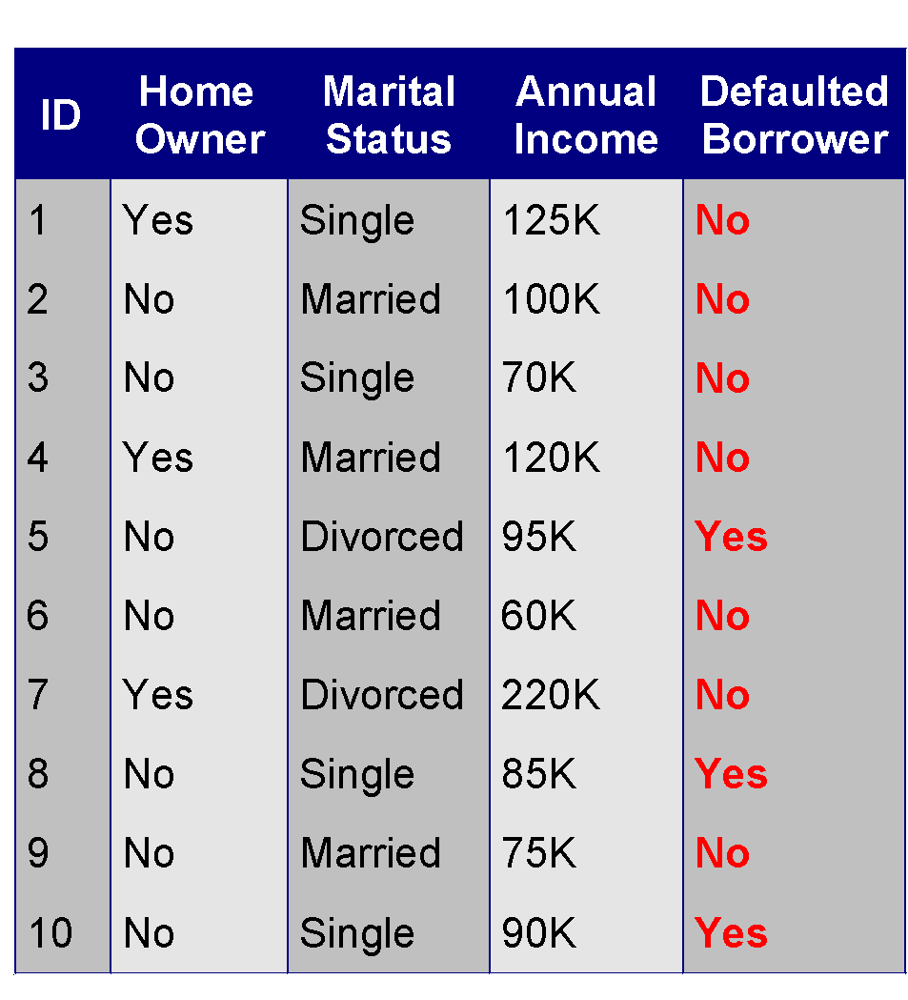 ID Home Owner Marital Status Annual Income Defaulted Borrower
1 Yes Single 125K No
2 No Married 100K No
3 No Single 70K No
4 Yes Married 120K No
5 No Divorced 95K Yes
6 No Married 60K No
7 Yes Divorced 220K No
8 No Single 85K Yes
9 No Married 75K No
10 No Single 90K Yes